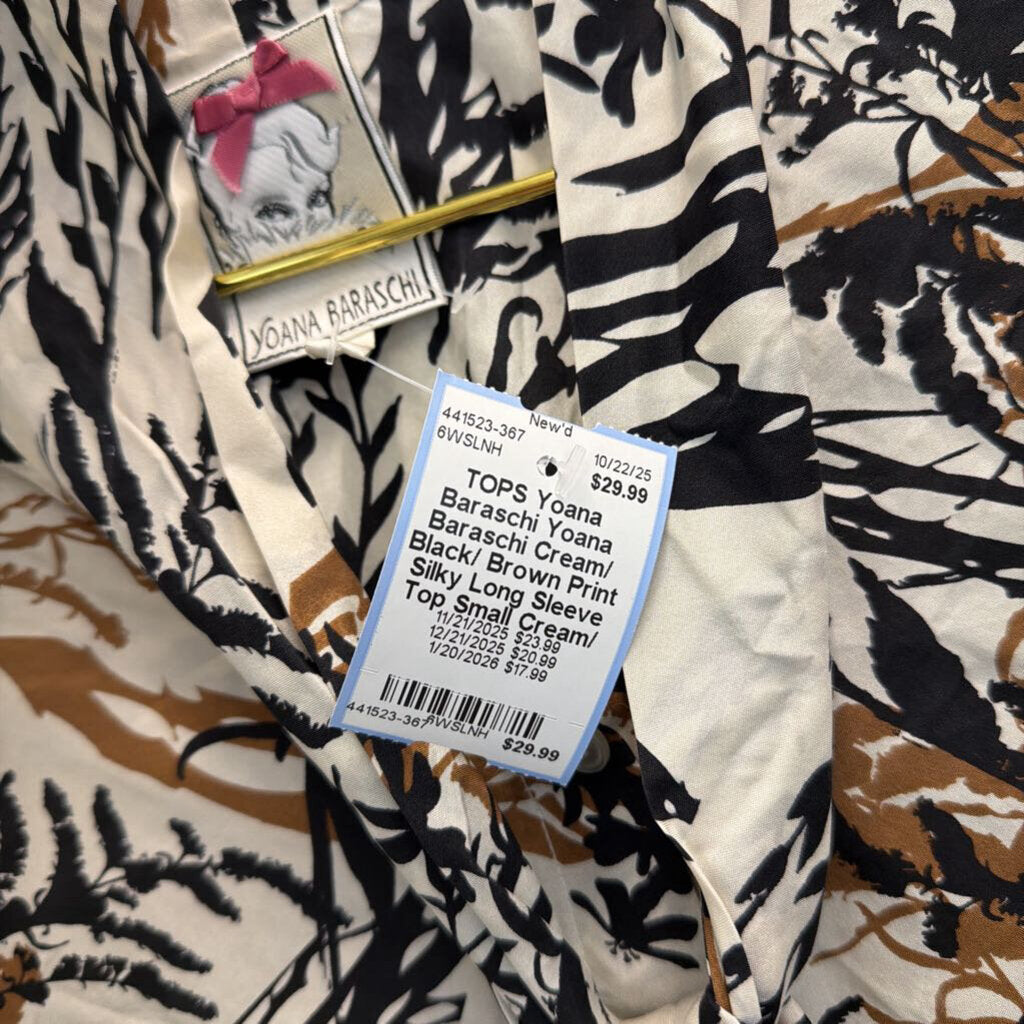 YOANA BARASCHI
New'd
441523-367
6WSLNH
10/22/25
$29.99
TOPS Yoana
Baraschi Yoana
Baraschi Cream/
Black/ Brown Print
Silky Long Sleeve
Top Small Cream/
11/21/2025 $23.99
12/21/2025 $20.99
1/20/2026 $17.99
441523-367 6WSLNH
$29.99